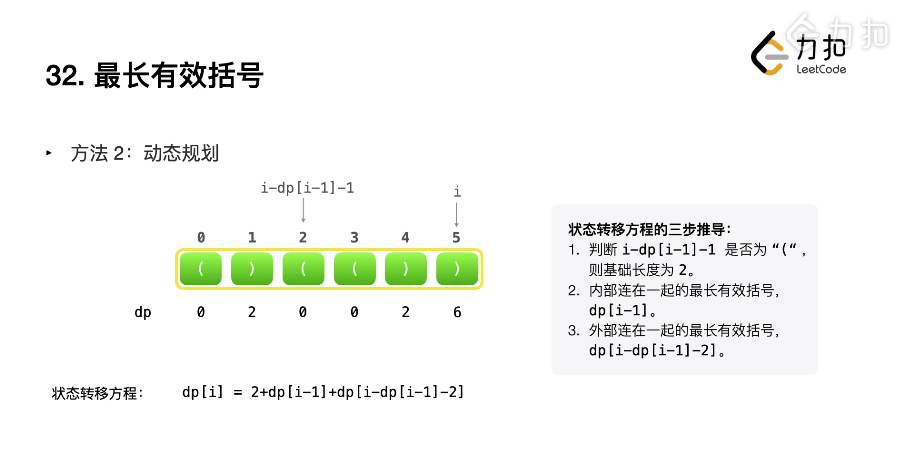 力扣
力扣
LeetCode
32. 最长有效括号
‣ 方法 2：动态规划
i-dp[i-1]-1 i
0 1 2 3 4 5
( ) ( ( ) )
dp 0 2 0 0 2 6
状态转移方程： dp[i] = 2+dp[i-1]+dp[i-dp[i-1]-2]
状态转移方程的三步推导：
1. 判断 i-dp[i-1]-1 是否为“(“，
则基础长度为 2。
2. 内部连在一起的最长有效括号，
dp[i-1]。
3. 外部连在一起的最长有效括号，
dp[i-dp[i-1]-2]。